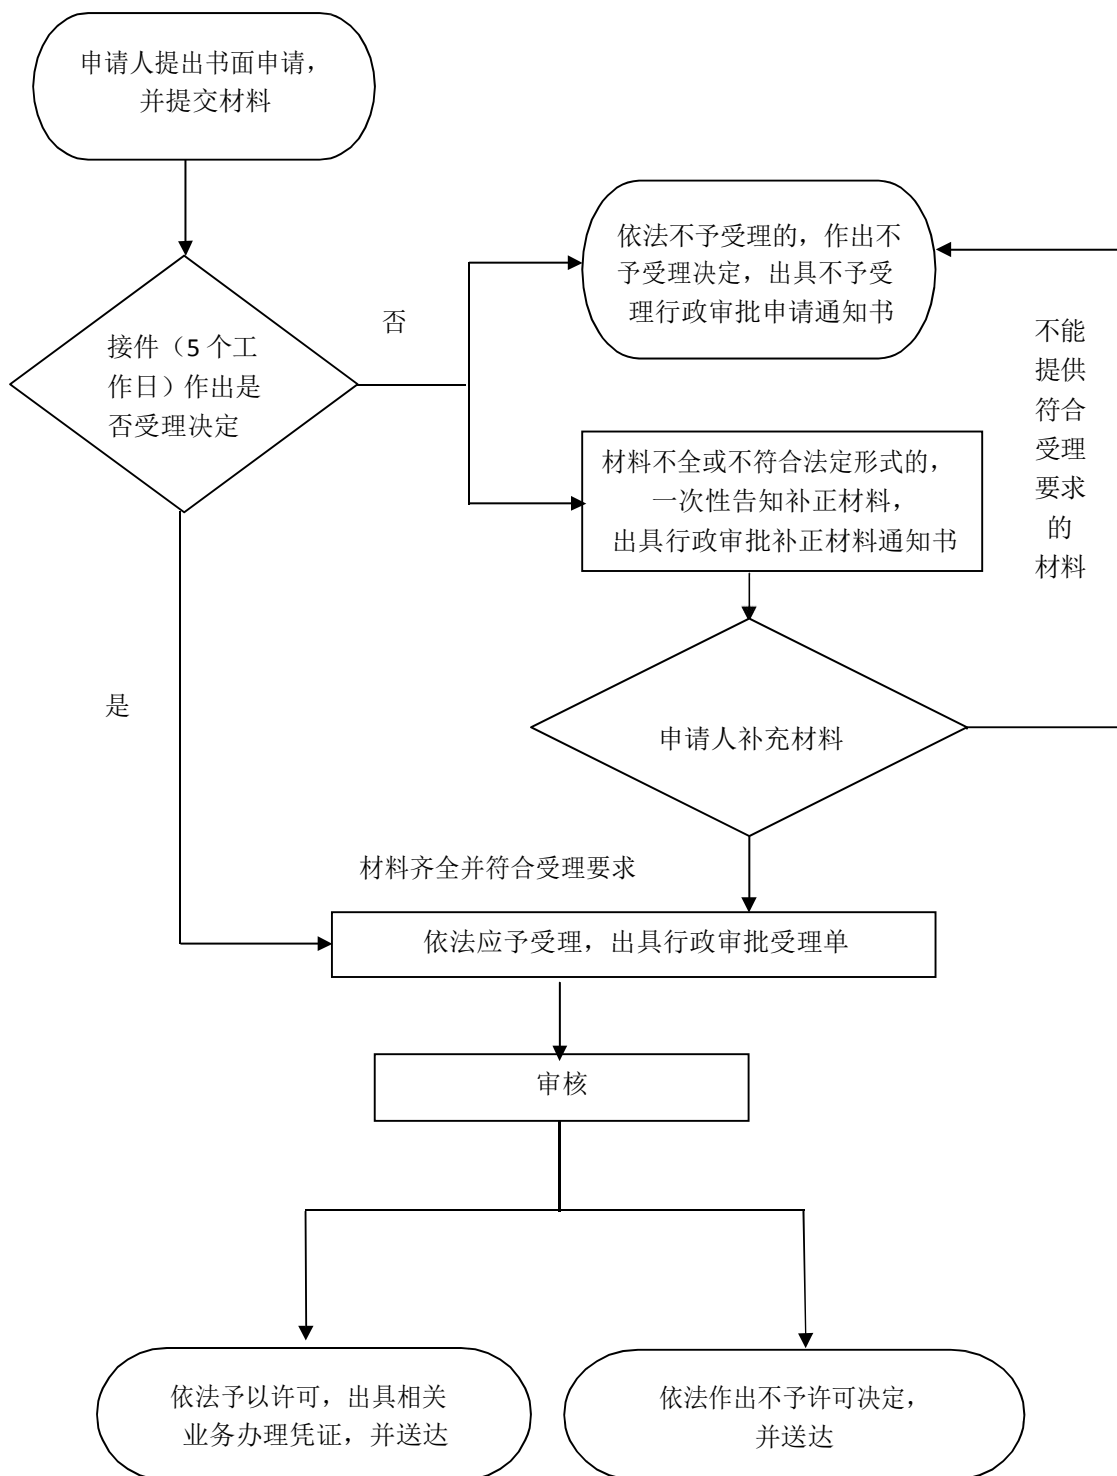 申请人提出书面申请，
并提交材料
依法不予受理的，作出不
予受理决定，出具不予受
理行政审批申请通知书
否
接件（5 个工
作日）作出是
否受理决定
不能
提供
符合
受理
要求
的
材料
材料不全或不符合法定形式的，
一次性告知补正材料，
出具行政审批补正材料通知书
是
申请人补充材料
材料齐全并符合受理要求
依法应予受理，出具行政审批受理单
审核
依法予以许可，出具相关
业务办理凭证，并送达
依法作出不予许可决定，
并送达